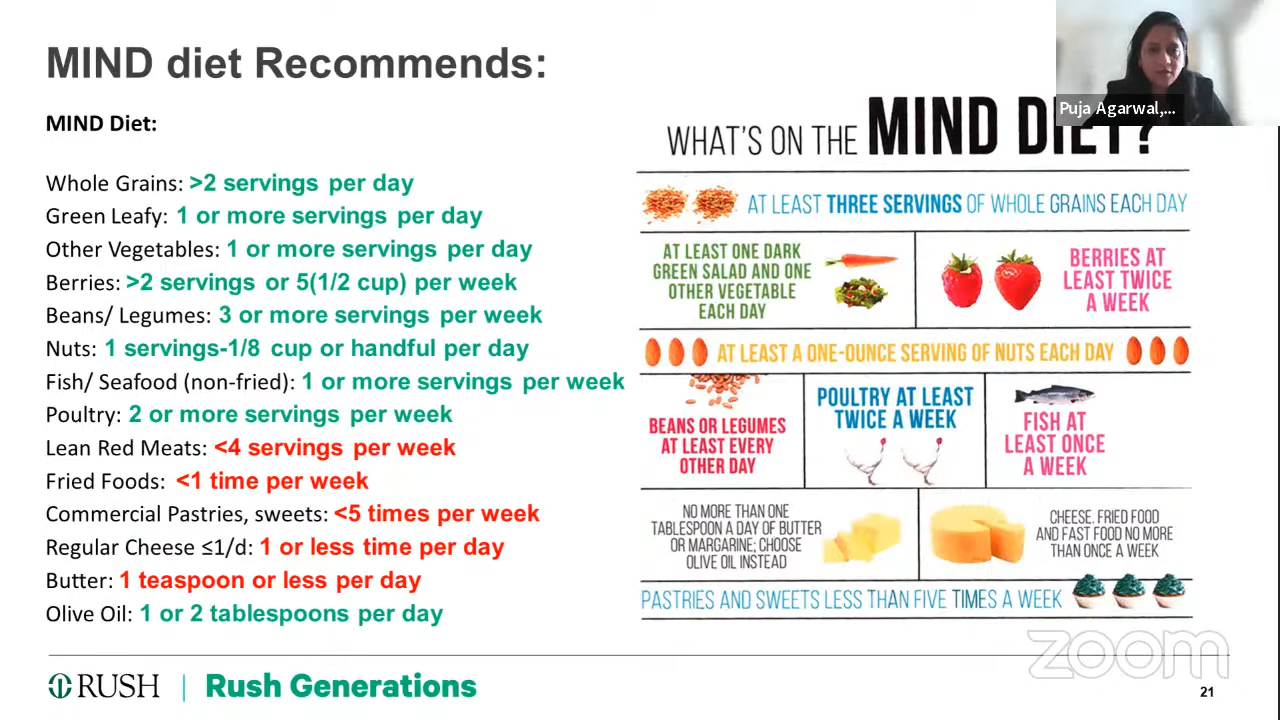 MIND diet Recommends:
MIND Diet:
Whole Grains: >2 servings per day
Green Leafy: 1 or more servings per day
Other Vegetables: 1 or more servings per day
Berries: >2 servings or 5(1/2 cup) per week
Beans/ Legumes: 3 or more servings per week
Nuts: 1 servings-1/8 cup or handful per day
Fish/ Seafood (non-fried): 1 or more servings per week
Poultry: 2 or more servings per week
Lean Red Meats: <4 servings per week
Fried Foods: <1 time per week
Commercial Pastries, sweets: <5 times per week
Regular Cheese ≤1/d: 1 or less time per day
Butter: 1 teaspoon or less per day
Olive Oil: 1 or 2 tablespoons per day
Puja Agarwal,...
WHAT'S ON THE MIND DIET?
AT LEAST THREE SERVINGS OF WHOLE GRAINS EACH DAY
AT LEAST ONE DARK
GREEN SALAD AND ONE
OTHER VEGETABLE
EACH DAY
BERRIES AT
LEAST TWICE
A WEEK
AT LEAST A ONE-OUNCE SERVING OF NUTS EACH DAY
BEANS OR LEGUMES
AT LEAST EVERY
OTHER DAY
POULTRY AT LEAST
TWICE A WEEK
FISH AT
LEAST ONCE
A WEEK
NO MORE THAN ONE
TABLESPOON A DAY OF BUTTER
OR MARGARINE; CHOOSE
OLIVE OIL INSTEAD
CHEESE, FRIED FOOD
AND FAST FOOD NO MORE
THAN ONCE A WEEK
PASTRIES AND SWEETS LESS THAN FIVE TIMES A WEEK
zoom
RUSH | Rush Generations
21